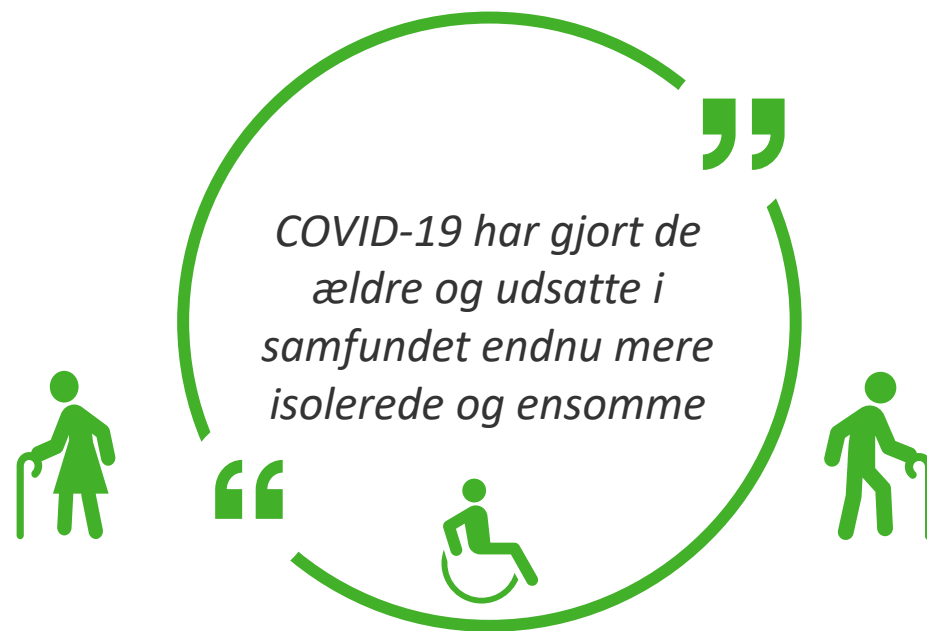 COVID-19 har gjort de
ældre og udsatte i
samfundet endnu mere
isolerede og ensomme